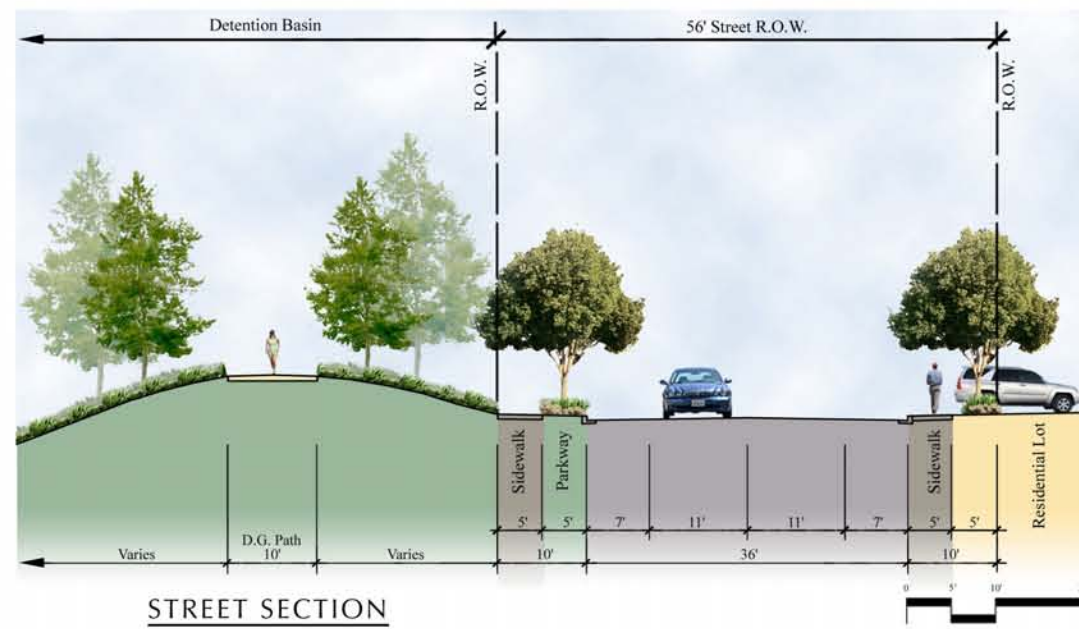 Detention Basin
56' Street R.O.W.
R.O.W.
R.O.W.
Sidewalk
Parkway
Sidewalk
Residential Lot
5'
5'
7'
11'
11'
7'
5'
5'
Varies
D.G. Path
10'
Varies
10'
36'
10'
STREET SECTION
0
5'
10'